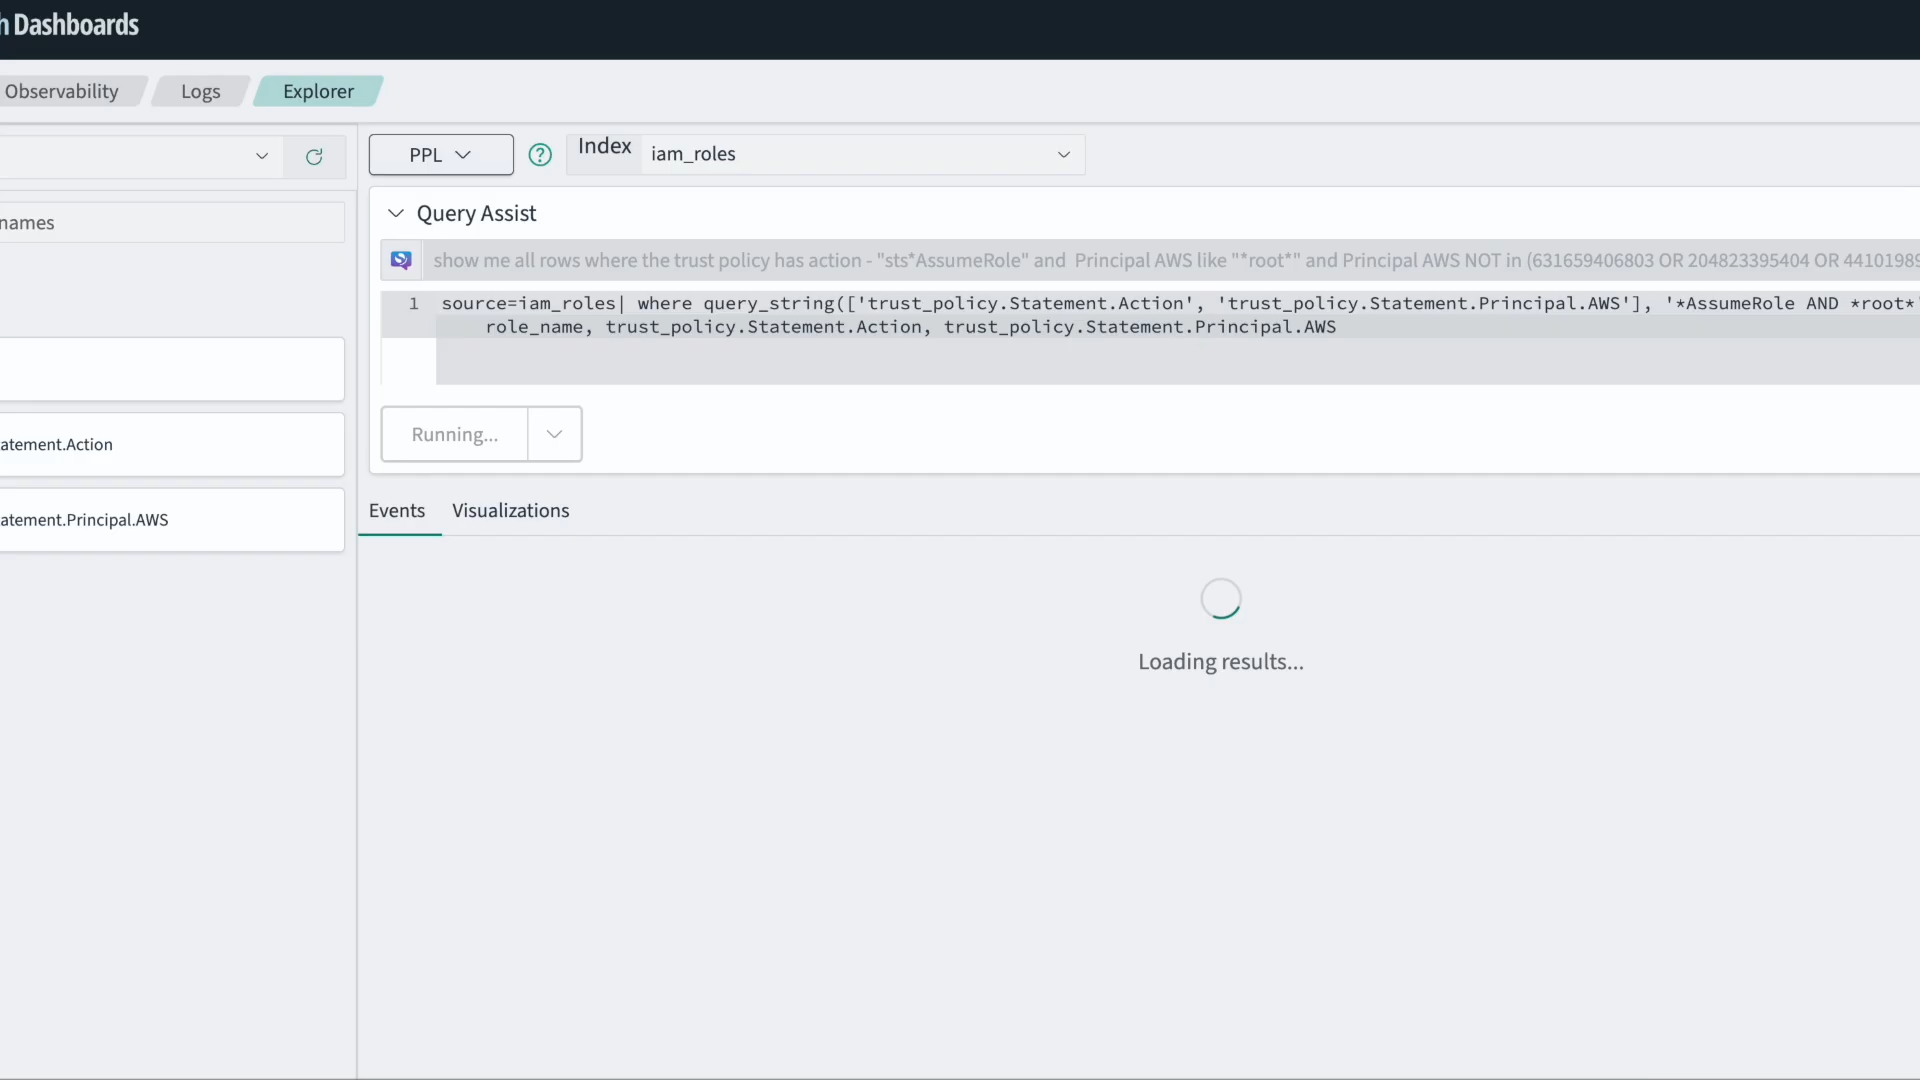 h Dashboards
Observability
Logs
Explorer
PPL
Index
iam_roles
names
Query Assist
show me all rows where the trust policy has action - "sts*AssumeRole" and Principal AWS like "*root*" and Principal AWS NOT in (631659406803 OR 204823395404 OR 44101989
1
source=iam_roles| where query_string(['trust_policy.Statement.Action', 'trust_policy.Statement.Principal.AWS'], '*AssumeRole AND *root*'
role_name, trust_policy.Statement.Action, trust_policy.Statement.Principal.AWS
Running...
atement.Action
atement.Principal.AWS
Events
Visualizations
Loading results...